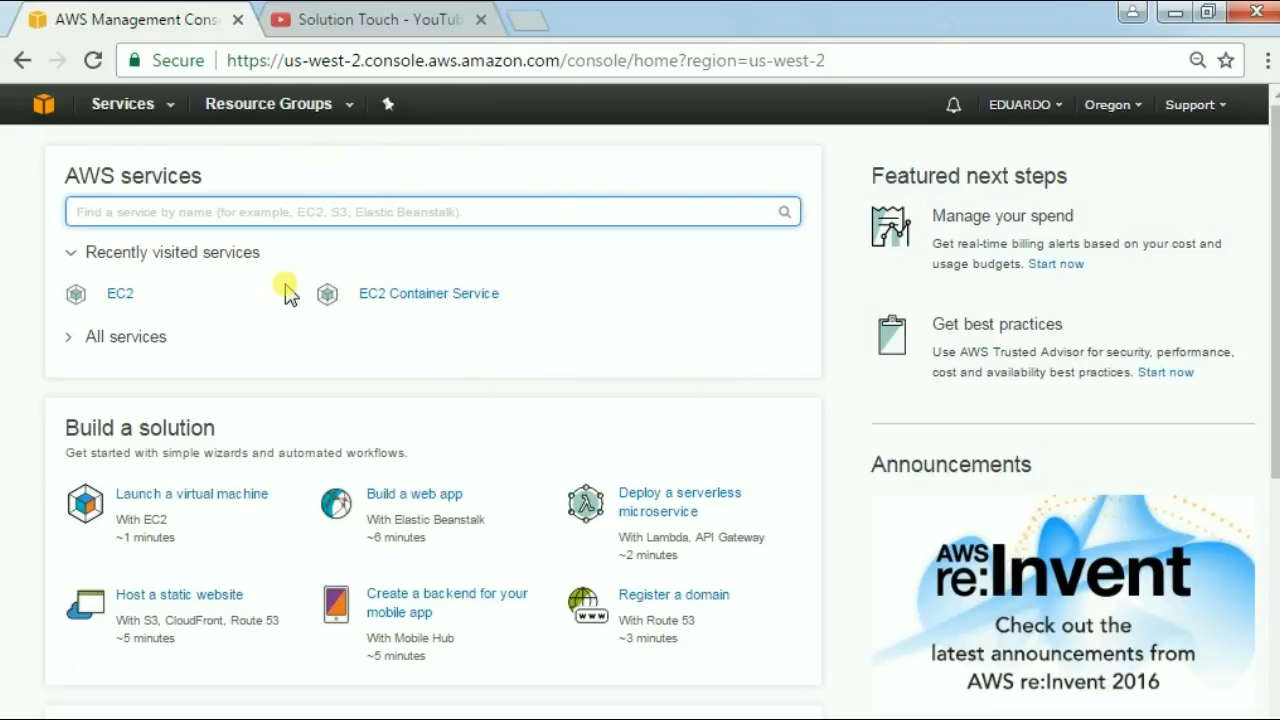 AWS Management Cons
Solution Touch - YouTub
Secure
https://us-west-2.console.aws.amazon.com/console/home?region=us-west-2
Services
Resource Groups
EDUARDO
Oregon
Support
AWS services
Find a service by name (for example, EC2, S3, Elastic Beanstalk).
Recently visited services
EC2
EC2 Container Service
All services
Build a solution
Get started with simple wizards and automated workflows.
Launch a virtual machine
With EC2
~1 minutes
Build a web app
With Elastic Beanstalk
~6 minutes
Deploy a serverless
microservice
With Lambda, API Gateway
~2 minutes
Host a static website
With S3, CloudFront, Route 53
~5 minutes
Create a backend for your
mobile app
With Mobile Hub
~5 minutes
www
Register a domain
With Route 53
~3 minutes
Featured next steps
Manage your spend
Get real-time billing alerts based on your cost and
usage budgets. Start now
Get best practices
Use AWS Trusted Advisor for security, performance,
cost and availability best practices. Start now
Announcements
AWS
re:Invent
Check out the
latest announcements from
AWS re:Invent 2016